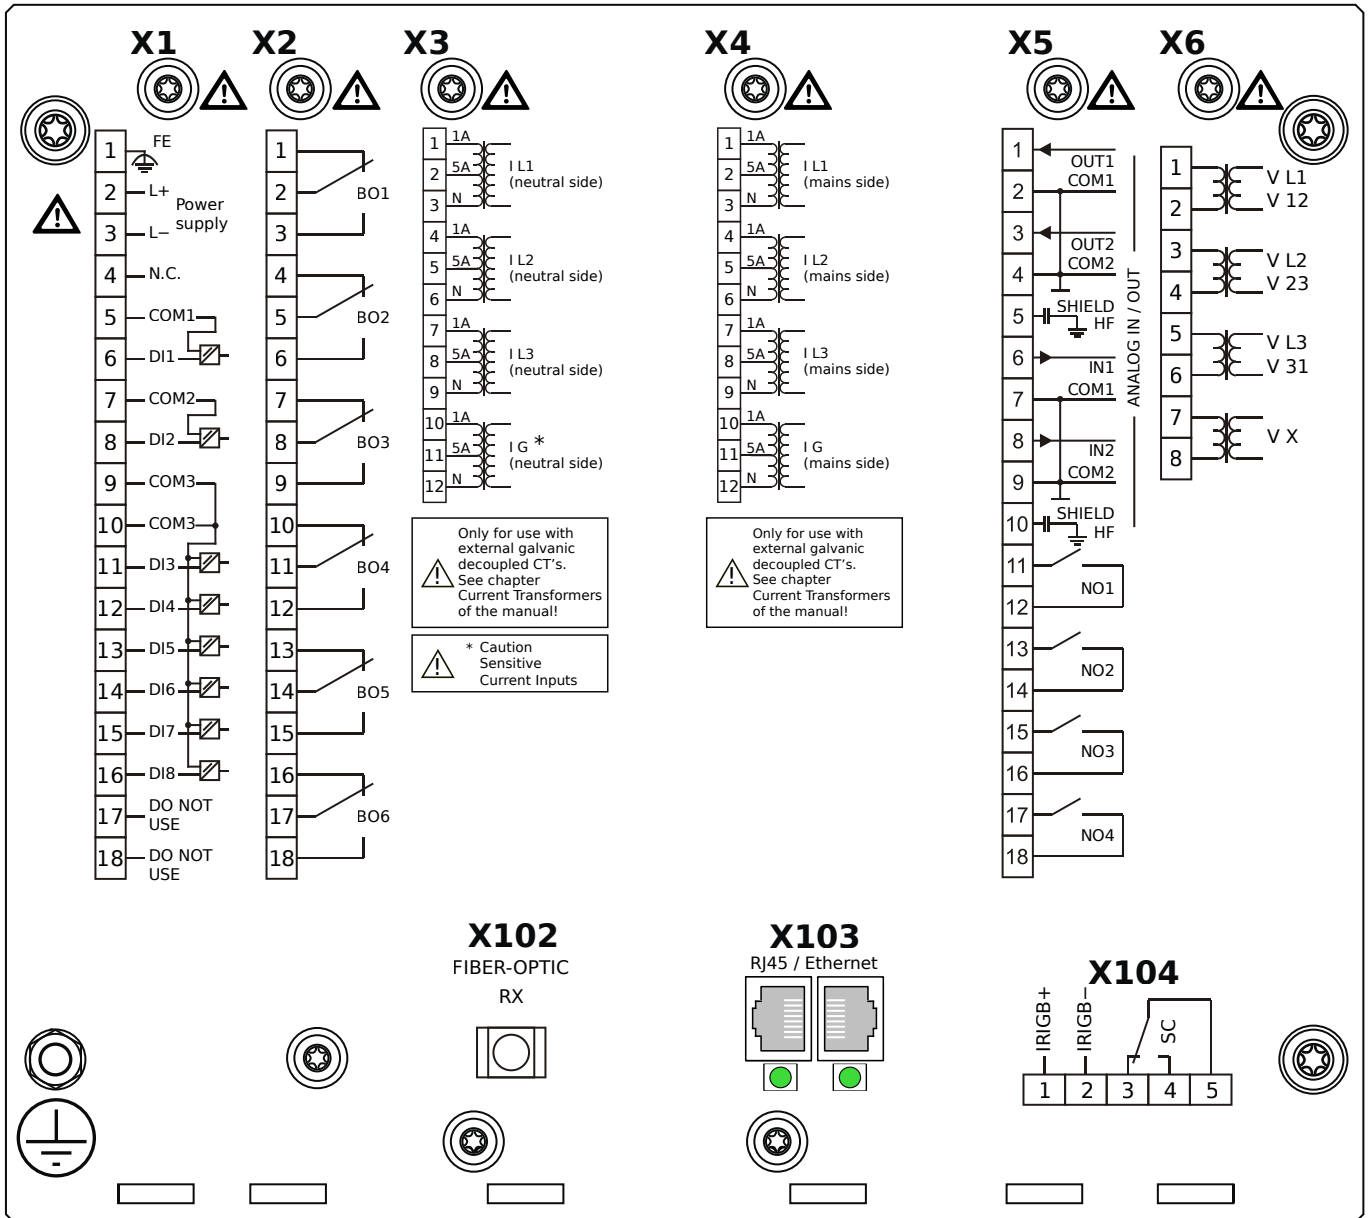 X1
1
FE
2
L+
Power
supply
3
L−
4
N.C.
5
COM1
6
DI1
7
COM2
8
DI2
9
COM3
10
COM3
11
DI3
12
DI4
13
DI5
14
DI6
15
DI7
16
DI8
17
DO NOT
USE
18
DO NOT
USE
X2
1
2
BO1
3
4
5
BO2
6
7
8
BO3
9
10
11
BO4
12
13
14
BO5
15
16
17
BO6
18
X3
1
1A
2
5A
3
N
I L1
(neutral side)
4
1A
5
5A
6
N
I L2
(neutral side)
7
1A
8
5A
9
N
I L3
(neutral side)
10
1A
11
5A
12
N
I G *
(neutral side)
Only for use with
external galvanic
decoupled CT's.
See chapter
Current Transformers
of the manual!
* Caution
Sensitive
Current Inputs
X4
1
1A
2
5A
3
N
I L1
(mains side)
4
1A
5
5A
6
N
I L2
(mains side)
7
1A
8
5A
9
N
I L3
(mains side)
10
1A
11
5A
12
N
I G
(mains side)
Only for use with
external galvanic
decoupled CT's.
See chapter
Current Transformers
of the manual!
X5
1
OUT1
2
COM1
3
OUT2
4
COM2
5
SHIELD
HF
6
IN1
7
COM1
8
IN2
9
COM2
10
SHIELD
HF
ANALOG IN / OUT
11
NO1
12
13
NO2
14
15
NO3
16
17
NO4
18
X6
1
V L1
2
V 12
3
V L2
4
V 23
5
V L3
6
V 31
7
V X
8
X102
FIBER-OPTIC
RX
X103
RJ45 / Ethernet
X104
IRIGB+
IRIGB−
SC
1 2 3 4 5